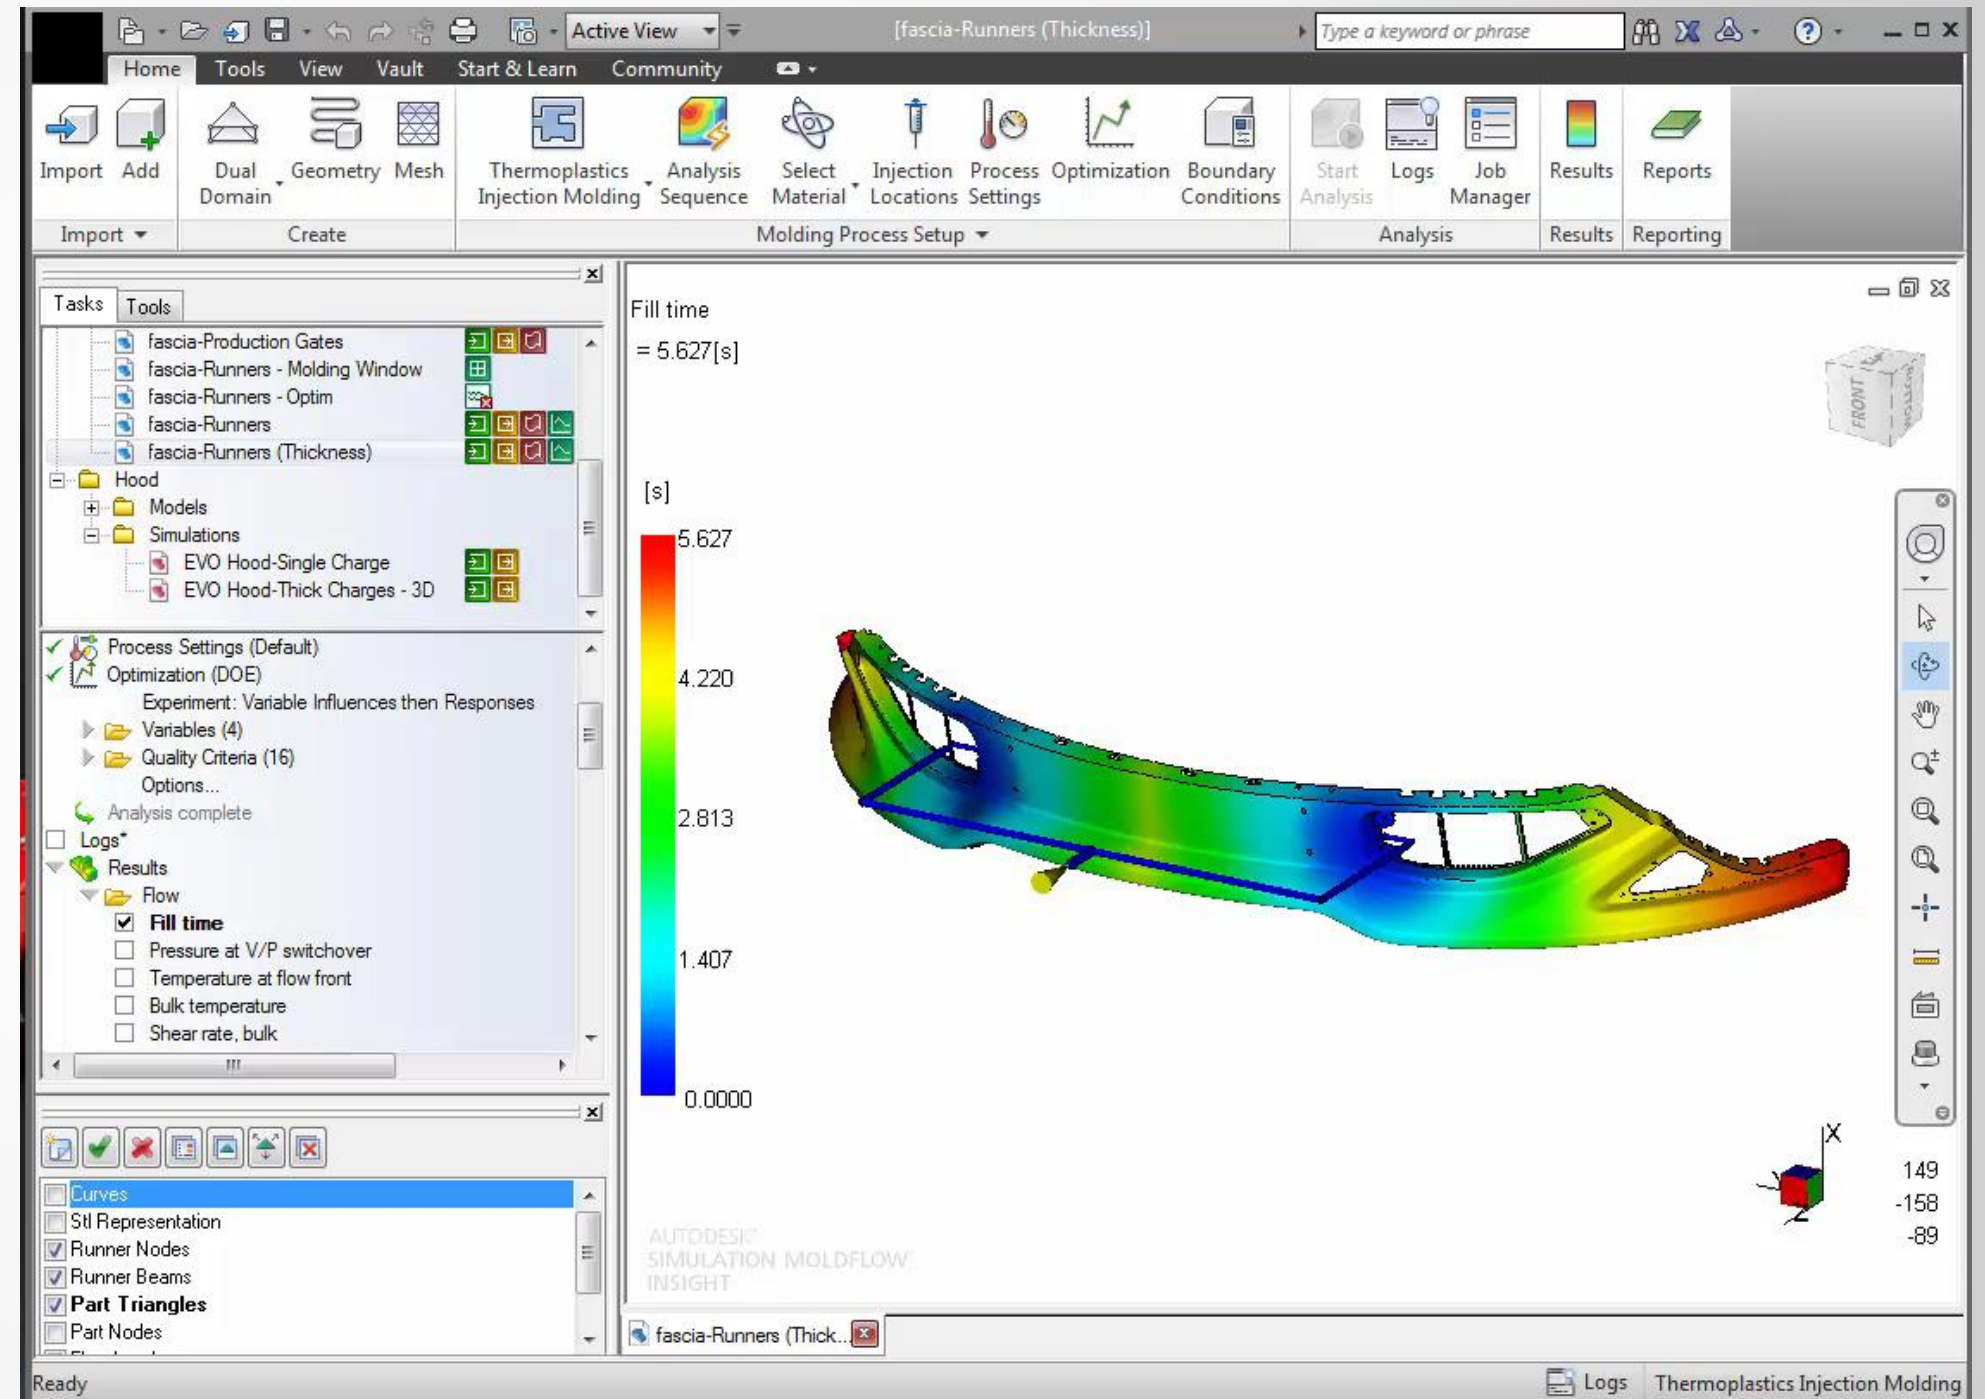 Active View
[fascia-Runners (Thickness)]
Type a keyword or phrase
Home Tools View Vault Start & Learn Community
Import Add Dual Domain Geometry Mesh Thermoplastics Injection Molding Analysis Sequence Select Material Injection Locations Process Settings Optimization Boundary Conditions Start Analysis Logs Job Manager Results Reports
Import Create Molding Process Setup Analysis Results Reporting
Tasks Tools
fascia-Production Gates
fascia-Runners - Molding Window
fascia-Runners - Optim
fascia-Runners
fascia-Runners (Thickness)
Hood
Models
Simulations
EVO Hood-Single Charge
EVO Hood-Thick Charges - 3D
Process Settings (Default)
Optimization (DOE)
Experiment: Variable Influences then Responses
Variables (4)
Quality Criteria (16)
Options...
Analysis complete
Logs*
Results
Flow
Fill time
Pressure at V/P switchover
Temperature at flow front
Bulk temperature
Shear rate, bulk
Curves
Stl Representation
Runner Nodes
Runner Beams
Part Triangles
Part Nodes
Fill time
= 5.627[s]
[s]
5.627
4.220
2.813
1.407
0.0000
FRONT
X
Z
149
-158
-89
AUTODESK
SIMULATION MOLDFLOW
INSIGHT
fascia-Runners (Thick...
Ready
Logs Thermoplastics Injection Molding